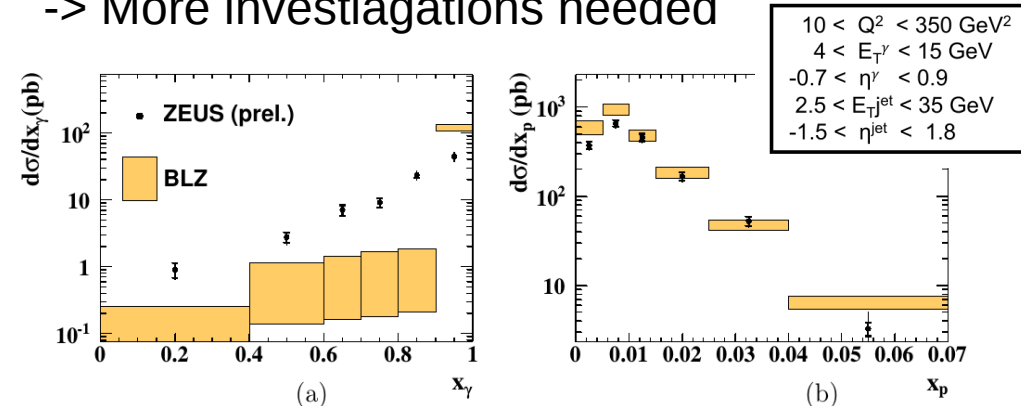 -> More investiagations needed
10 < Q² < 350 GeV²
4 < E_T^γ < 15 GeV
-0.7 < η^γ < 0.9
2.5 < E_T j^et < 35 GeV
-1.5 < η^jet < 1.8
dσ/dx_γ(pb)
10²
10
1
10⁻¹
ZEUS (prel.)
BLZ
0 0.2 0.4 0.6 0.8 1
x_γ
(a)
dσ/dx_p (pb)
10³
10²
10
0 0.01 0.02 0.03 0.04 0.05 0.06 0.07
x_p
(b)